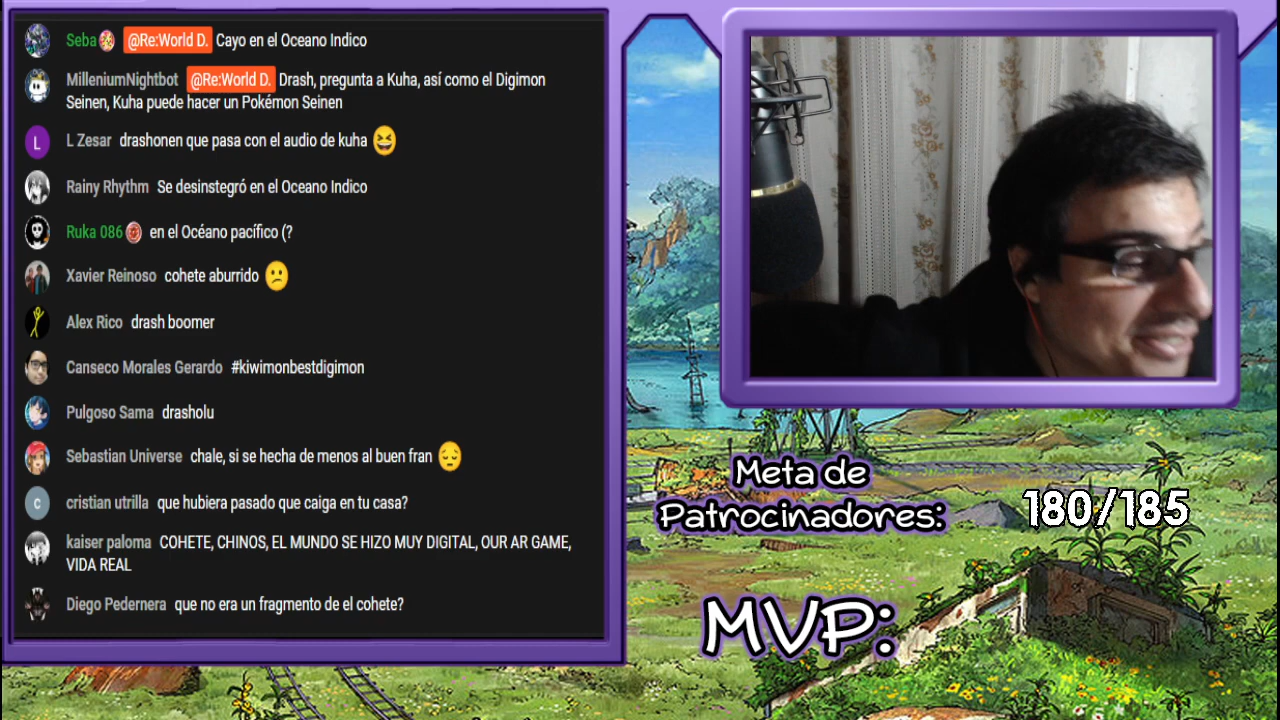 Seba @Re:World D. Cayo en el Oceano Indico
MilleniumNightbot @Re:World D. Drash, pregunta a Kuha, así como el Digimon
Seinen, Kuha puede hacer un Pokémon Seinen
L Zesar drashonen que pasa con el audio de kuha 😆
Rainy Rhythm Se desinstegró en el Oceano Indico
Ruka 086 en el Océano pacífico (?
Xavier Reinoso cohete aburrido 😕
Alex Rico drash boomer
Canseco Morales Gerardo #kiwimonbestdigimon
Pulgoso Sama drasholu
Sebastian Universe chale, si se hecha de menos al buen fran 😔
cristian utrilla que hubiera pasado que caiga en tu casa?
kaiser paloma COHETE, CHINOS, EL MUNDO SE HIZO MUY DIGITAL, OUR AR GAME,
VIDA REAL
Diego Pedernera que no era un fragmento de el cohete?
L
c
Meta de
Patrocinadores:
180/185
MVP: